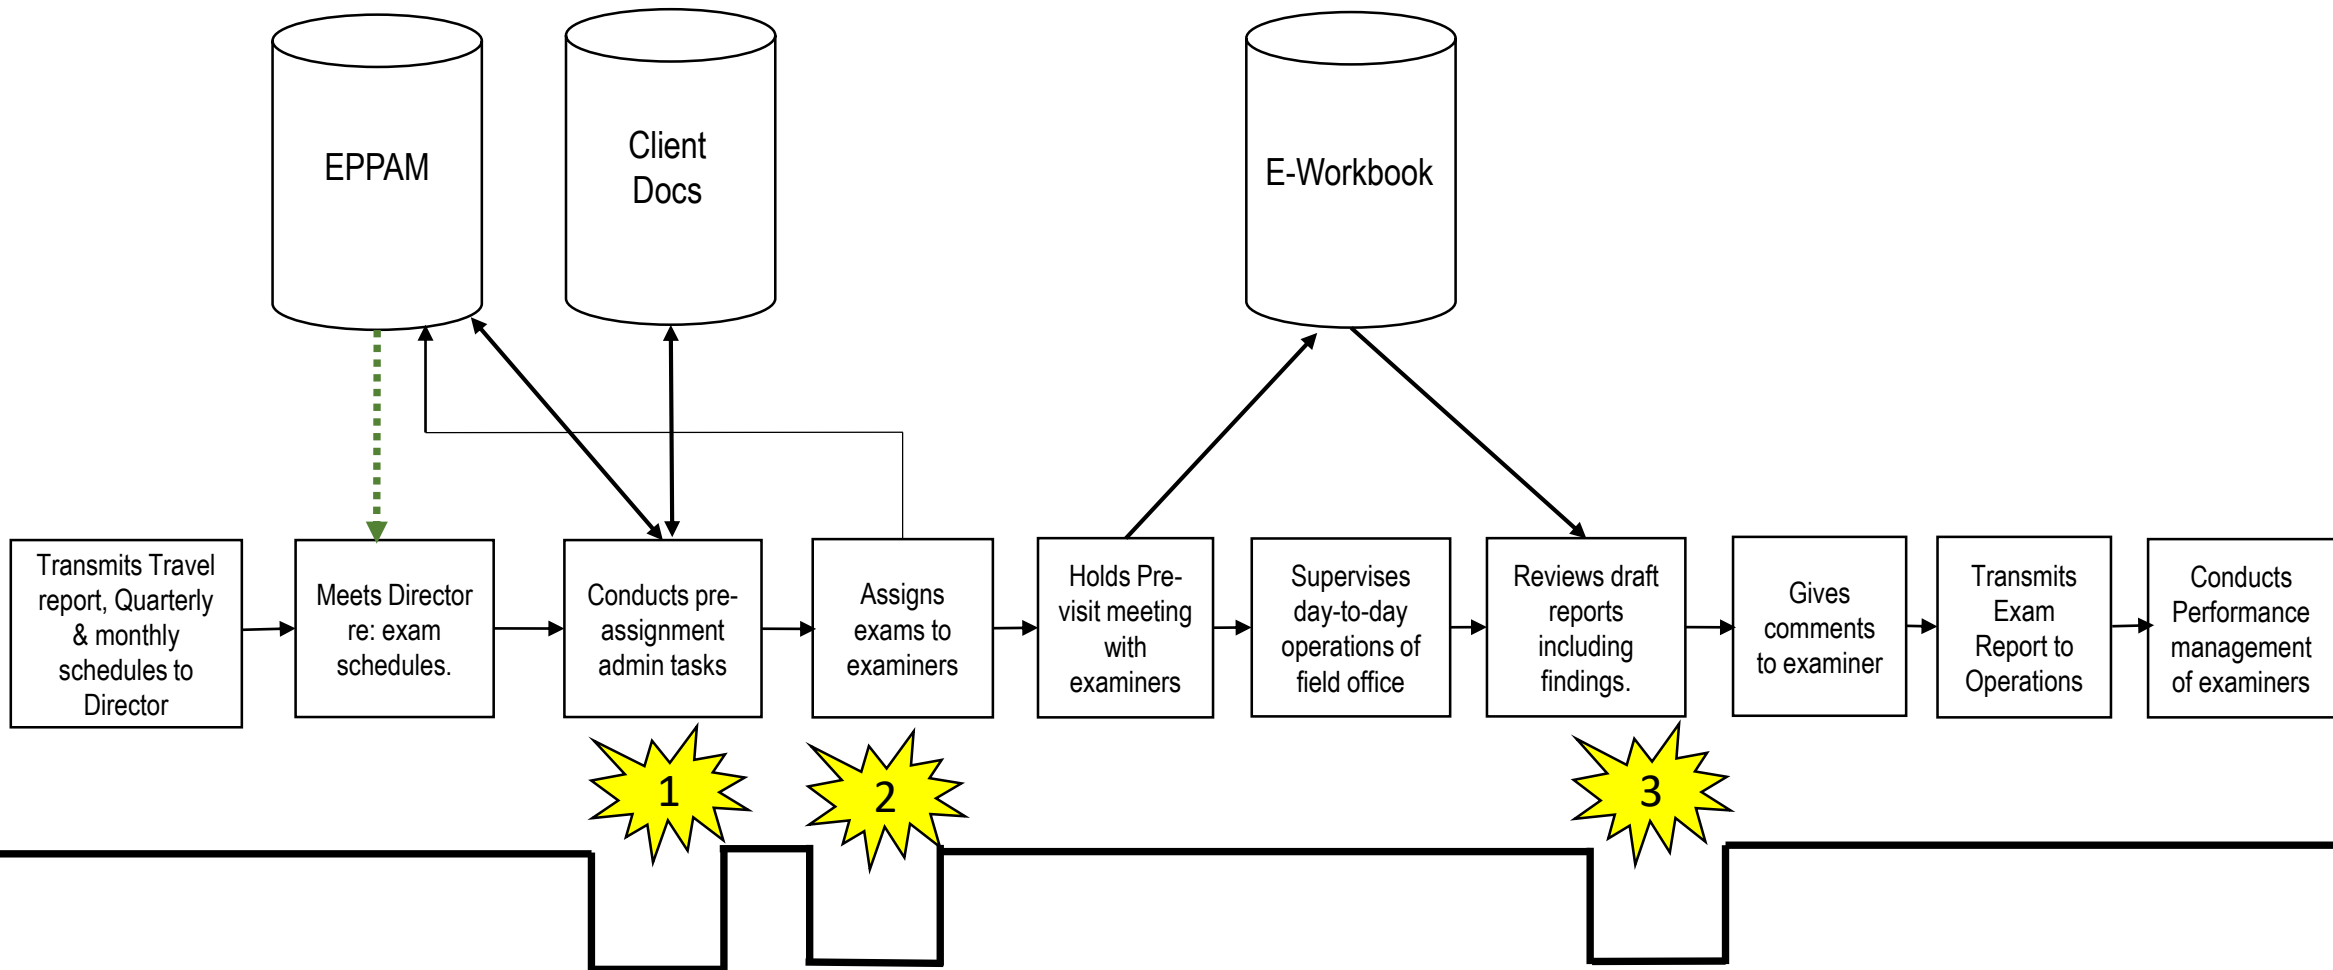 EPPAM
Client
Docs
E-Workbook
Transmits Travel
report, Quarterly
& monthly
schedules to
Director
Meets Director
re: exam
schedules.
Conducts pre-
assignment
admin tasks
Assigns
exams to
examiners
Holds Pre-
visit meeting
with
examiners
Supervises
day-to-day
operations of
field office
Reviews draft
reports
including
findings.
Gives
comments
to examiner
Transmits
Exam
Report to
Operations
Conducts
Performance
management
of examiners
1
2
3